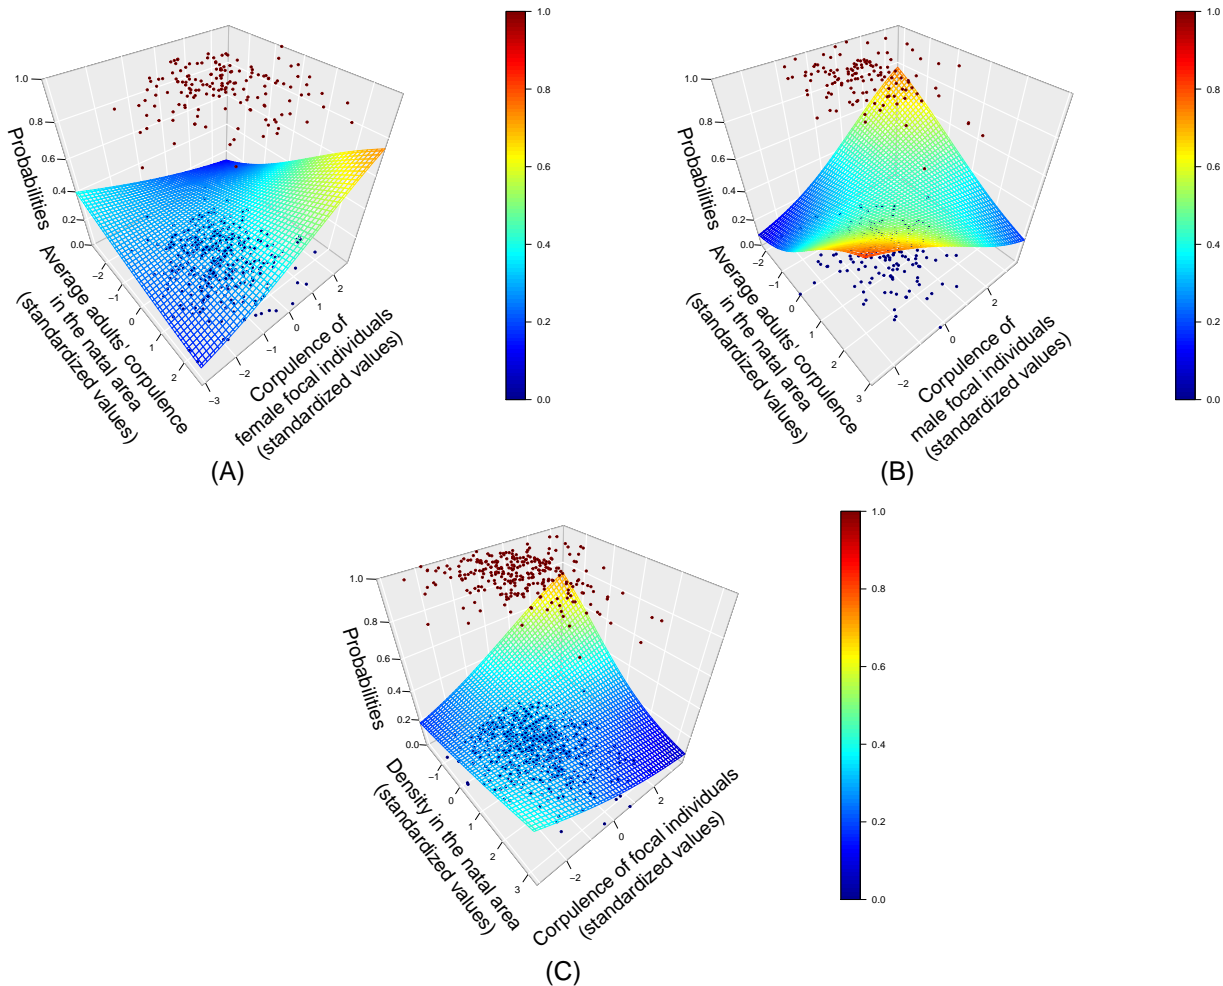 1.0
0.8
0.6
0.4
0.2
0.0
Probabilities
−2
−1
0
1
2
Average adults' corpulence
in the natal area
(standardized values)
−3
−2
−1
0
1
2
Corpulence of
female focal individuals
(standardized values)
1.0
0.8
0.6
0.4
0.2
0.0
(A)
1.0
0.8
0.6
0.4
0.2
0.0
Probabilities
−2
−1
0
1
2
3
Average adults' corpulence
in the natal area
(standardized values)
−2
0
2
Corpulence of
male focal individuals
(standardized values)
1.0
0.8
0.6
0.4
0.2
0.0
(B)
1.0
0.8
0.6
0.4
0.2
0.0
Probabilities
−1
0
1
2
3
Density in the natal area
(standardized values)
−2
0
2
Corpulence of focal individuals
(standardized values)
1.0
0.8
0.6
0.4
0.2
0.0
(C)